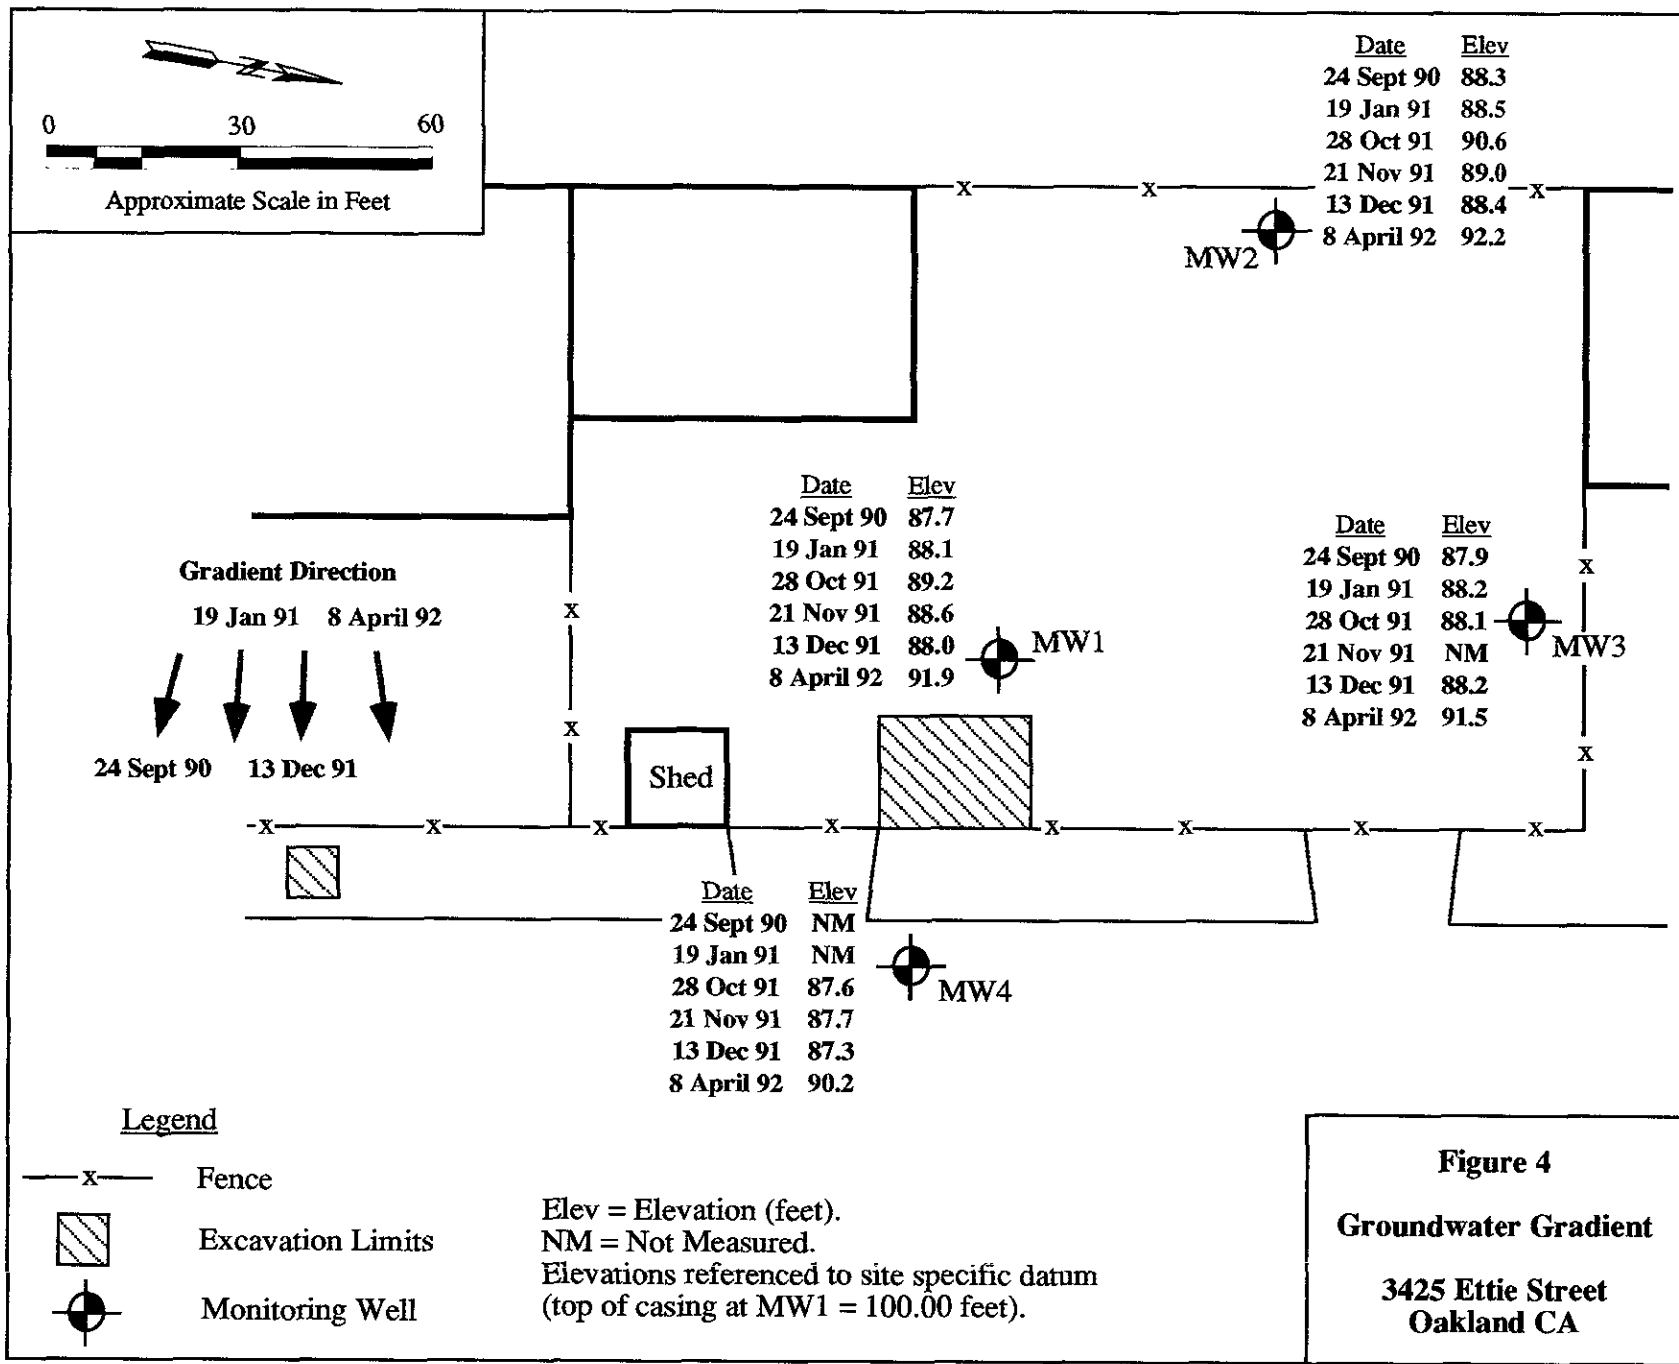 N
0 30 60
Approximate Scale in Feet
Date Elev
24 Sept 90 88.3
19 Jan 91 88.5
28 Oct 91 90.6
21 Nov 91 89.0
13 Dec 91 88.4
8 April 92 92.2
x x x
MW2
Date Elev
24 Sept 90 87.7
19 Jan 91 88.1
28 Oct 91 89.2
21 Nov 91 88.6
13 Dec 91 88.0
8 April 92 91.9
MW1
Date Elev
24 Sept 90 87.9
19 Jan 91 88.2
28 Oct 91 88.1
21 Nov 91 NM
13 Dec 91 88.2
8 April 92 91.5
MW3
x
x
x
x
Gradient Direction
19 Jan 91 8 April 92
24 Sept 90 13 Dec 91
Shed
x x x x x x x x
Date Elev
24 Sept 90 NM
19 Jan 91 NM
28 Oct 91 87.6
21 Nov 91 87.7
13 Dec 91 87.3
8 April 92 90.2
MW4
Legend
x Fence
Excavation Limits
Monitoring Well
Elev = Elevation (feet).
NM = Not Measured.
Elevations referenced to site specific datum
(top of casing at MW1 = 100.00 feet).
Figure 4
Groundwater Gradient
3425 Ettie Street
Oakland CA